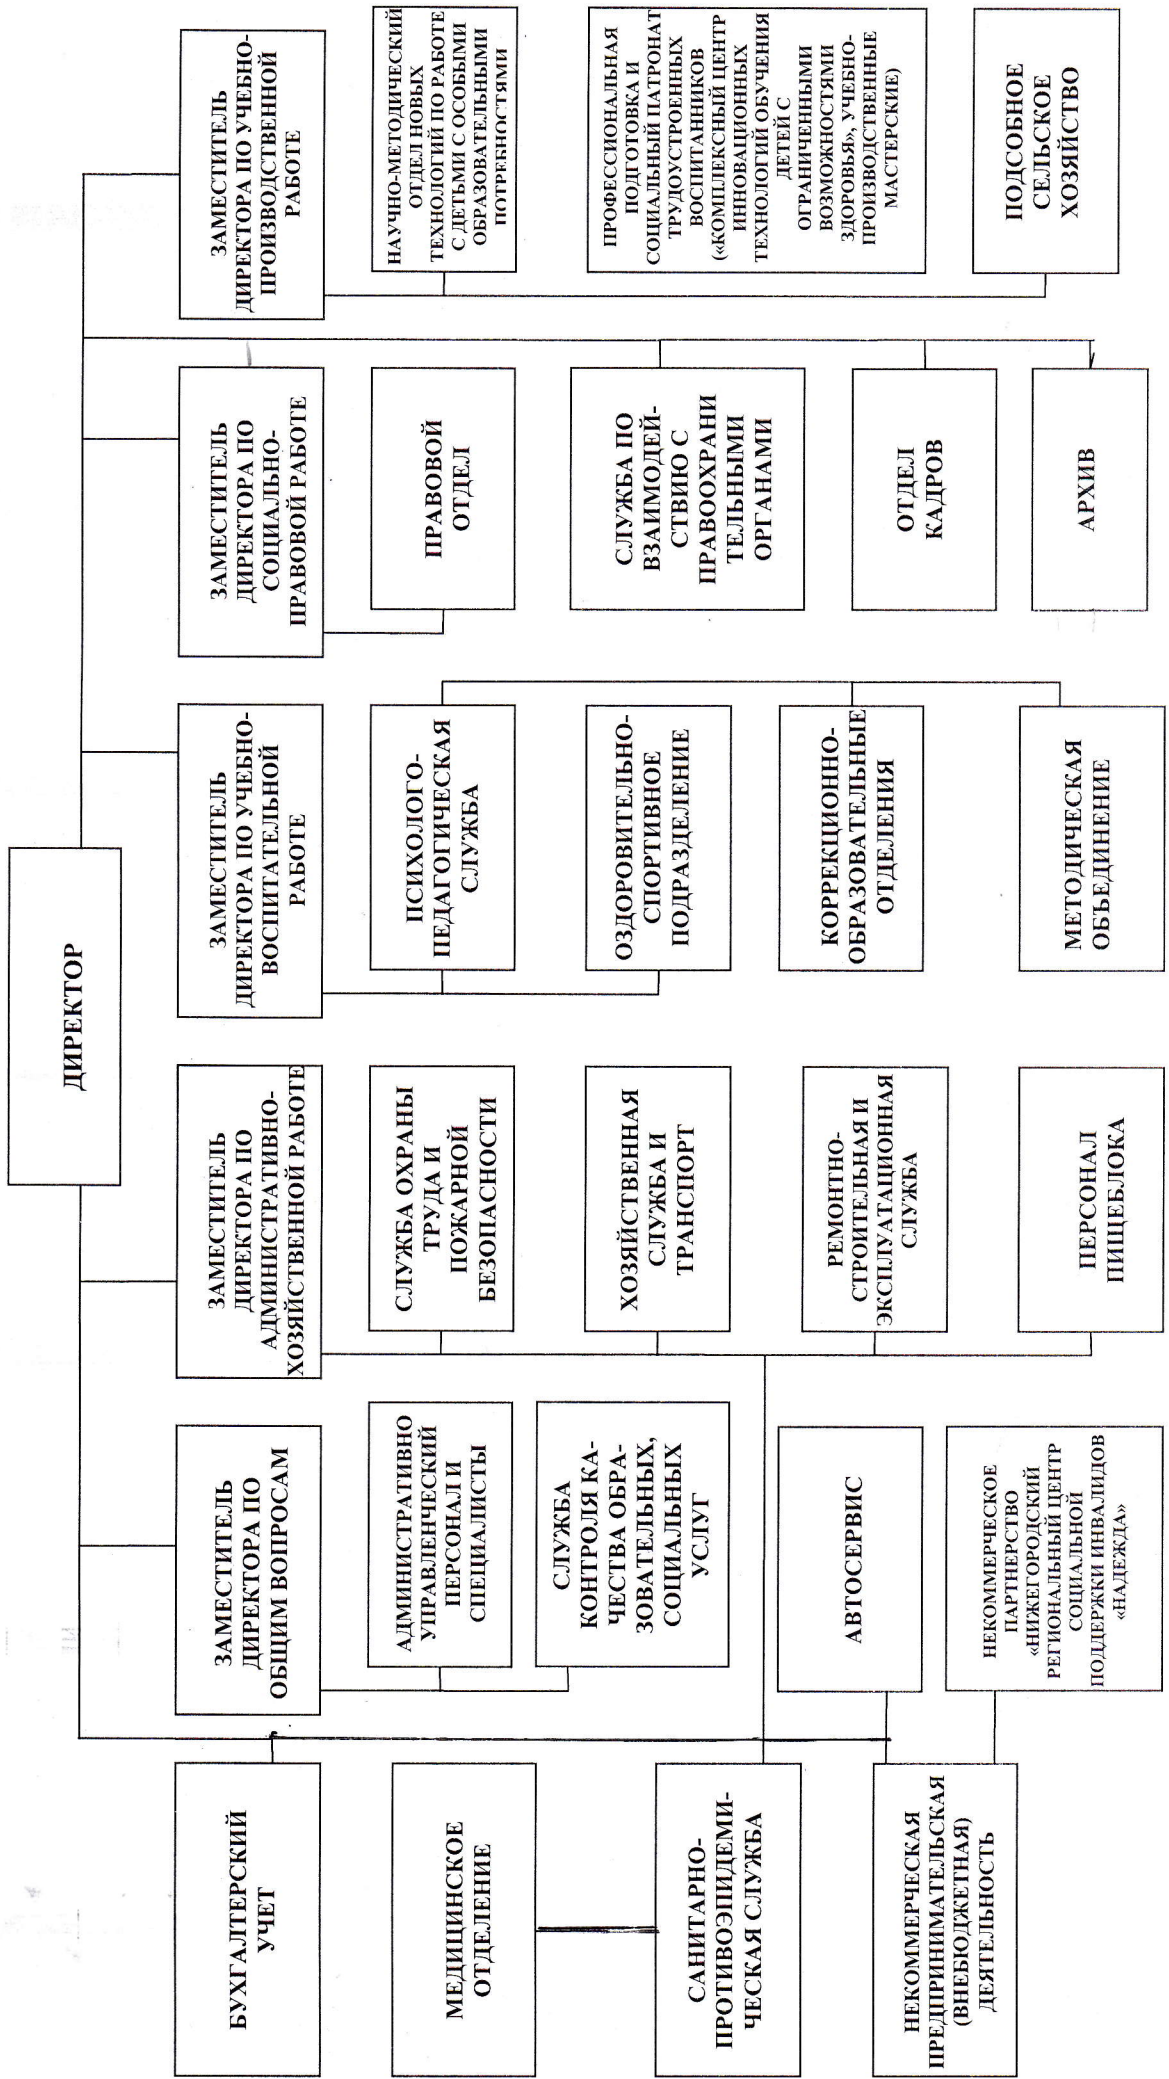 ДИРЕКТОР
БУХГАЛТЕРСКИЙ
УЧЕТ
МЕДИЦИНСКОЕ
ОТДЕЛЕНИЕ
САНИТАРНО-
ПРОТИВОЭПИДЕМИ-
ЧЕСКАЯ СЛУЖБА
НЕКОММЕРЧЕСКАЯ
ПРЕДПРИНИМАТЕЛЬСКАЯ
(ВНЕБЮДЖЕТНАЯ)
ДЕЯТЕЛЬНОСТЬ
ЗАМЕСТИТЕЛЬ
ДИРЕКТОРА ПО
ОБЩИМ ВОПРОСАМ
АДМИНИСТРАТИВНО
УПРАВЛЕНЧЕСКИЙ
ПЕРСОНАЛ И
СПЕЦИАЛИСТЫ
СЛУЖБА
КОНТРОЛЯ КА-
ЧЕСТВА ОБРА-
ЗОВАТЕЛЬНЫХ,
СОЦИАЛЬНЫХ
УСЛУГ
АВТОСЕРВИС
НЕКОММЕРЧЕСКОЕ
ПАРТНЕРСТВО
«НИЖЕГОРОДСКИЙ
РЕГИОНАЛЬНЫЙ ЦЕНТР
СОЦИАЛЬНОЙ
ПОДДЕРЖКИ ИНВАЛИДОВ
«НАДЕЖДА»
ЗАМЕСТИТЕЛЬ
ДИРЕКТОРА ПО
АДМИНИСТРАТИВНО-
ХОЗЯЙСТВЕННОЙ РАБОТЕ
СЛУЖБА ОХРАНЫ
ТРУДА И
ПОЖАРНОЙ
БЕЗОПАСНОСТИ
ХОЗЯЙСТВЕННАЯ
СЛУЖБА И
ТРАНСПОРТ
РЕМОНТНО-
СТРОИТЕЛЬНАЯ И
ЭКСПЛУАТАЦИОННАЯ
СЛУЖБА
ПЕРСОНАЛ
ПИЩЕБЛОКА
ЗАМЕСТИТЕЛЬ
ДИРЕКТОРА ПО УЧЕБНО-
ВОСПИТАТЕЛЬНОЙ
РАБОТЕ
ПСИХОЛОГО-
ПЕДАГОГИЧЕСКАЯ
СЛУЖБА
ОЗДОРОВИТЕЛЬНО-
СПОРТИВНОЕ
ПОДРАЗДЕЛЕНИЕ
КОРРЕКЦИОННО-
ОБРАЗОВАТЕЛЬНЫЕ
ОТДЕЛЕНИЯ
МЕТОДИЧЕСКАЯ
ОБЪЕДИНЕНИЕ
ЗАМЕСТИТЕЛЬ
ДИРЕКТОРА ПО
СОЦИАЛЬНО-
ПРАВОВОЙ РАБОТЕ
ПРАВОВОЙ
ОТДЕЛ
СЛУЖБА ПО
ВЗАИМОДЕЙ-
СТВИЮ С
ПРАВООХРАНИ
ТЕЛЬНЫМИ
ОРГАНАМИ
ОТДЕЛ
КАДРОВ
АРХИВ
ЗАМЕСТИТЕЛЬ
ДИРЕКТОРА ПО УЧЕБНО-
ПРОИЗВОДСТВЕННОЙ
РАБОТЕ
НАУЧНО-МЕТОДИЧЕСКИЙ
ОТДЕЛ НОВЫХ
ТЕХНОЛОГИЙ ПО РАБОТЕ
С ДЕТЬМИ С ОСОБЫМИ
ОБРАЗОВАТЕЛЬНЫМИ
ПОТРЕБНОСТЯМИ
ПРОФЕССИОНАЛЬНАЯ
ПОДГОТОВКА И
СОЦИАЛЬНЫЙ ПАТРОНАТ
ТРУДОУСТРОЕННЫХ
ВОСПИТАННИКОВ
(«КОМПЛЕКСНЫЙ ЦЕНТР
ИННОВАЦИОННЫХ
ТЕХНОЛОГИЙ ОБУЧЕНИЯ
ДЕТЕЙ С
ОГРАНИЧЕННЫМИ
ВОЗМОЖНОСТЯМИ
ЗДОРОВЬЯ», УЧЕБНО-
ПРОИЗВОДСТВЕННЫЕ
МАСТЕРСКИЕ)
ПОДСОБНОЕ
СЕЛЬСКОЕ
ХОЗЯЙСТВО